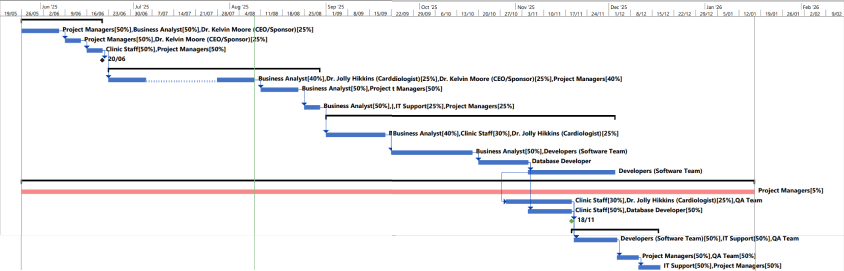 Jun '25 Jul '25 Aug '25 Sep '25 Oct '25 Nov '25 Dec '25 Jan '26 Feb '26
19/05 26/05 2/06 9/06 16/06 23/06 30/06 7/07 14/07 21/07 28/07 4/08 11/08 18/08 25/08 1/09 8/09 15/09 22/09 29/09 6/10 13/10 20/10 27/10 3/11 10/11 17/11 24/11 1/12 8/12 15/12 22/12 29/12 5/01 12/01 19/01 26/01 2/02 9/02
Project Managers[50%],Business Analyst[50%],Dr. Kelvin Moore (CEO/Sponsor)[25%]
Project Managers[50%],Dr. Kelvin Moore (CEO/Sponsor)[25%]
Clinic Staff[50%],Project Managers[50%]
20/06
Business Analyst[40%],Dr. Jolly Hikkins (Cardiologist)[25%],Dr. Kelvin Moore (CEO/Sponsor)[25%],Project Managers[40%]
Business Analyst[50%],Project Managers[50%]
Business Analyst[50%],IT Support[25%],Project Managers[25%]
Business Analyst[40%],Clinic Staff[30%],Dr. Jolly Hikkins (Cardiologist)[25%]
Business Analyst[50%],Developers (Software Team)
Database Developer
Developers (Software Team)
Project Managers[5%]
Clinic Staff[30%],Dr. Jolly Hikkins (Cardiologist)[25%],QA Team
Clinic Staff[50%],Database Developer[50%]
18/11
Developers (Software Team)[50%],IT Support[50%],QA Team
Project Managers[50%],QA Team[50%]
IT Support[50%],Project Managers[50%]